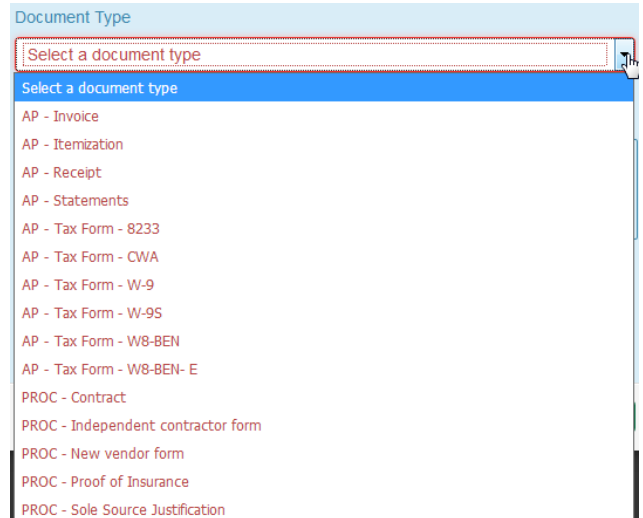 Document Type
Select a document type
Select a document type
AP - Invoice
AP - Itemization
AP - Receipt
AP - Statements
AP - Tax Form - 8233
AP - Tax Form - CWA
AP - Tax Form - W-9
AP - Tax Form - W-9S
AP - Tax Form - W8-BEN
AP - Tax Form - W8-BEN- E
PROC - Contract
PROC - Independent contractor form
PROC - New vendor form
PROC - Proof of Insurance
PROC - Sole Source Justification